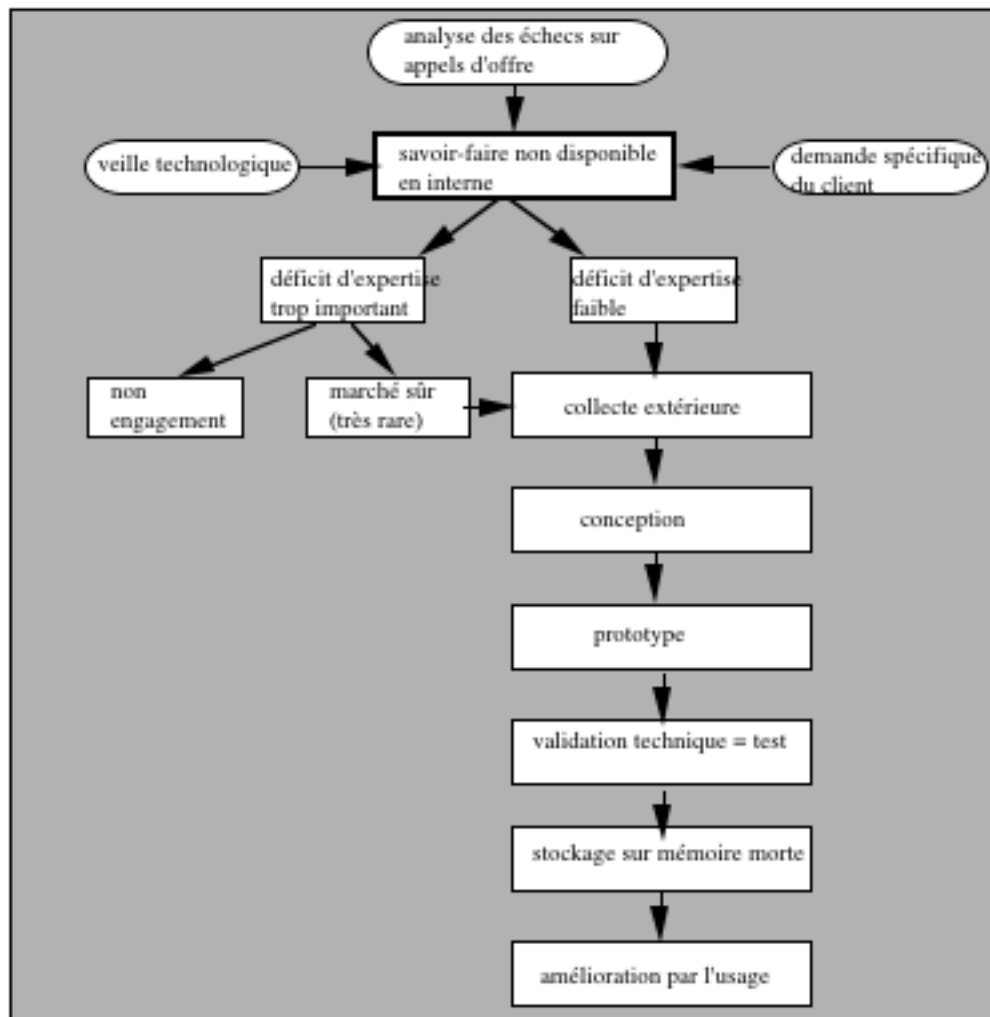 analyse des échecs sur
appels d'offre
veille technologique
savoir-faire non disponible
en interne
demande spécifique
du client
déficit d'expertise
trop important
déficit d'expertise
faible
non
engagement
marché sûr
(très rare)
collecte extérieure
conception
prototype
validation technique = test
stockage sur mémoire morte
amélioration par l'usage